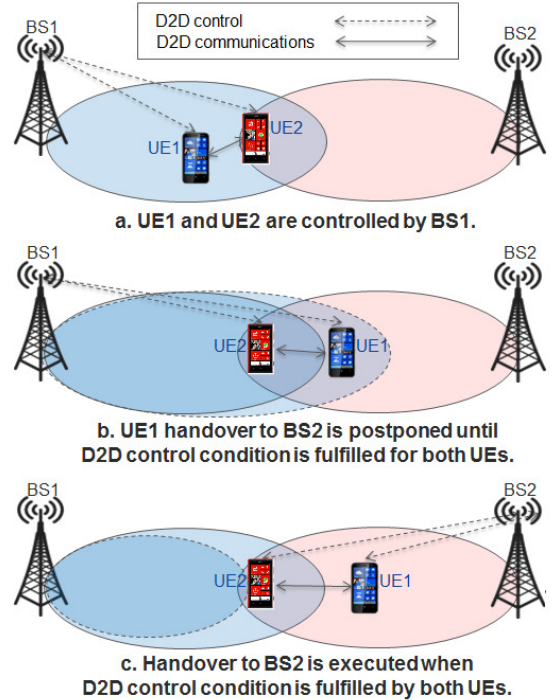 D2D control
D2D communications
BS1
BS2
UE1
UE2
a. UE1 and UE2 are controlled by BS1.
BS1
BS2
UE2
UE1
b. UE1 handover to BS2 is postponed until
D2D control condition is fulfilled for both UEs.
BS1
BS2
UE2
UE1
c. Handover to BS2 is executed when
D2D control condition is fulfilled by both UEs.